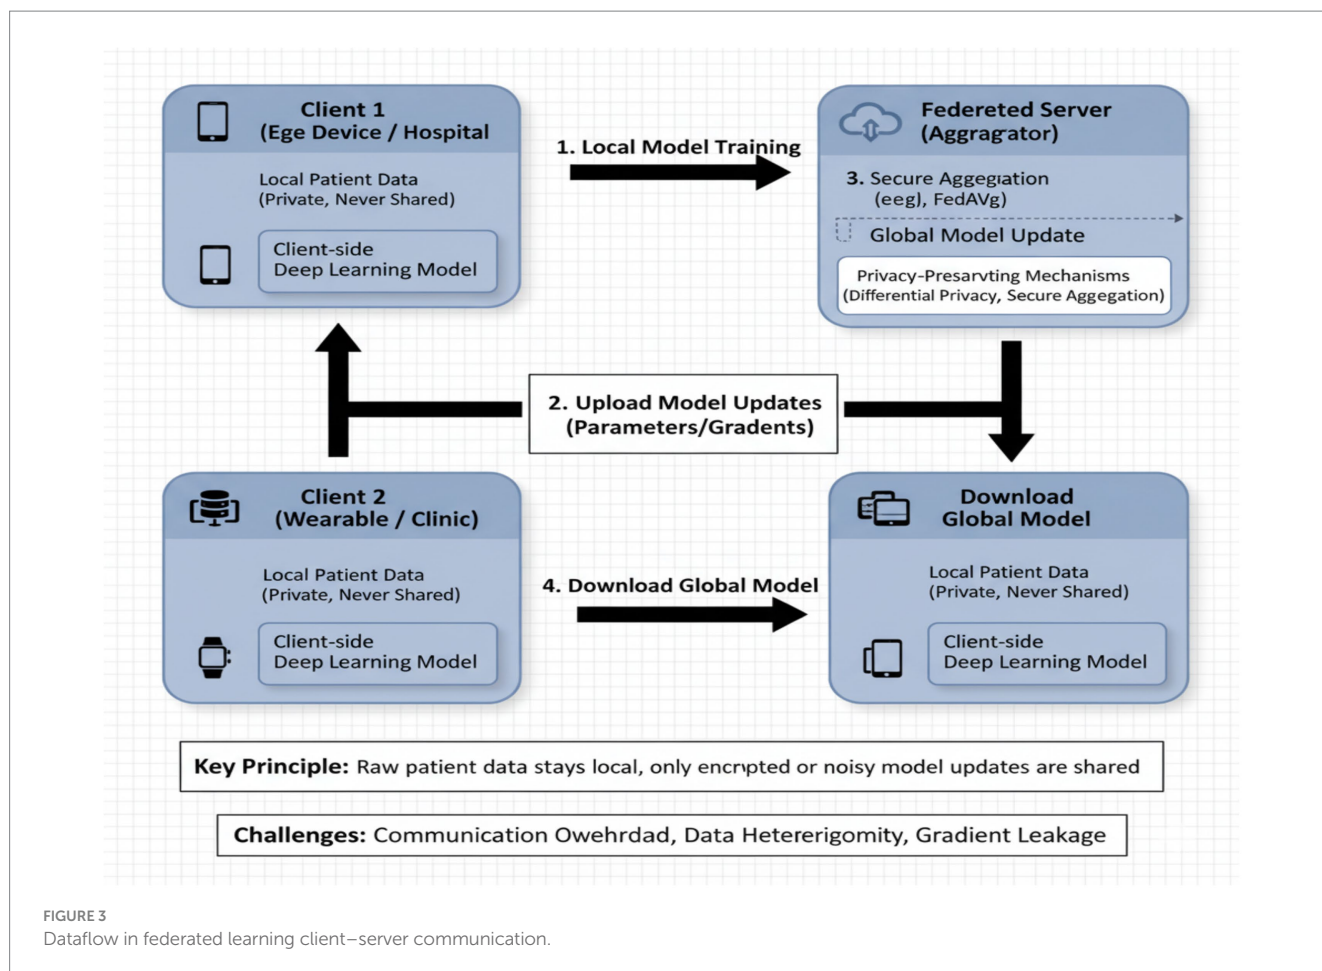 Client 1
(Ege Device / Hospital
Local Patient Data
(Private, Never Shared)
Client-side
Deep Learning Model
1. Local Model Training
Federeted Server
(Aggragator)
3. Secure Aggegation
(eeg), FedAVg)
Global Model Update
Privacy-Presarvting Mechanisms
(Differential Privacy, Secure Aggegation)
2. Upload Model Updates
(Parameters/Gradents)
Client 2
(Wearable / Clinic)
Local Patient Data
(Private, Never Shared)
Client-side
Deep Learning Model
4. Download Global Model
Download
Global Model
Local Patient Data
(Private, Never Shared)
Client-side
Deep Learning Model
Key Principle: Raw patient data stays local, only encrypted or noisy model updates are shared
Challenges: Communication Owehrdad, Data Hetererigomity, Gradient Leakage
FIGURE 3
Dataflow in federated learning client–server communication.